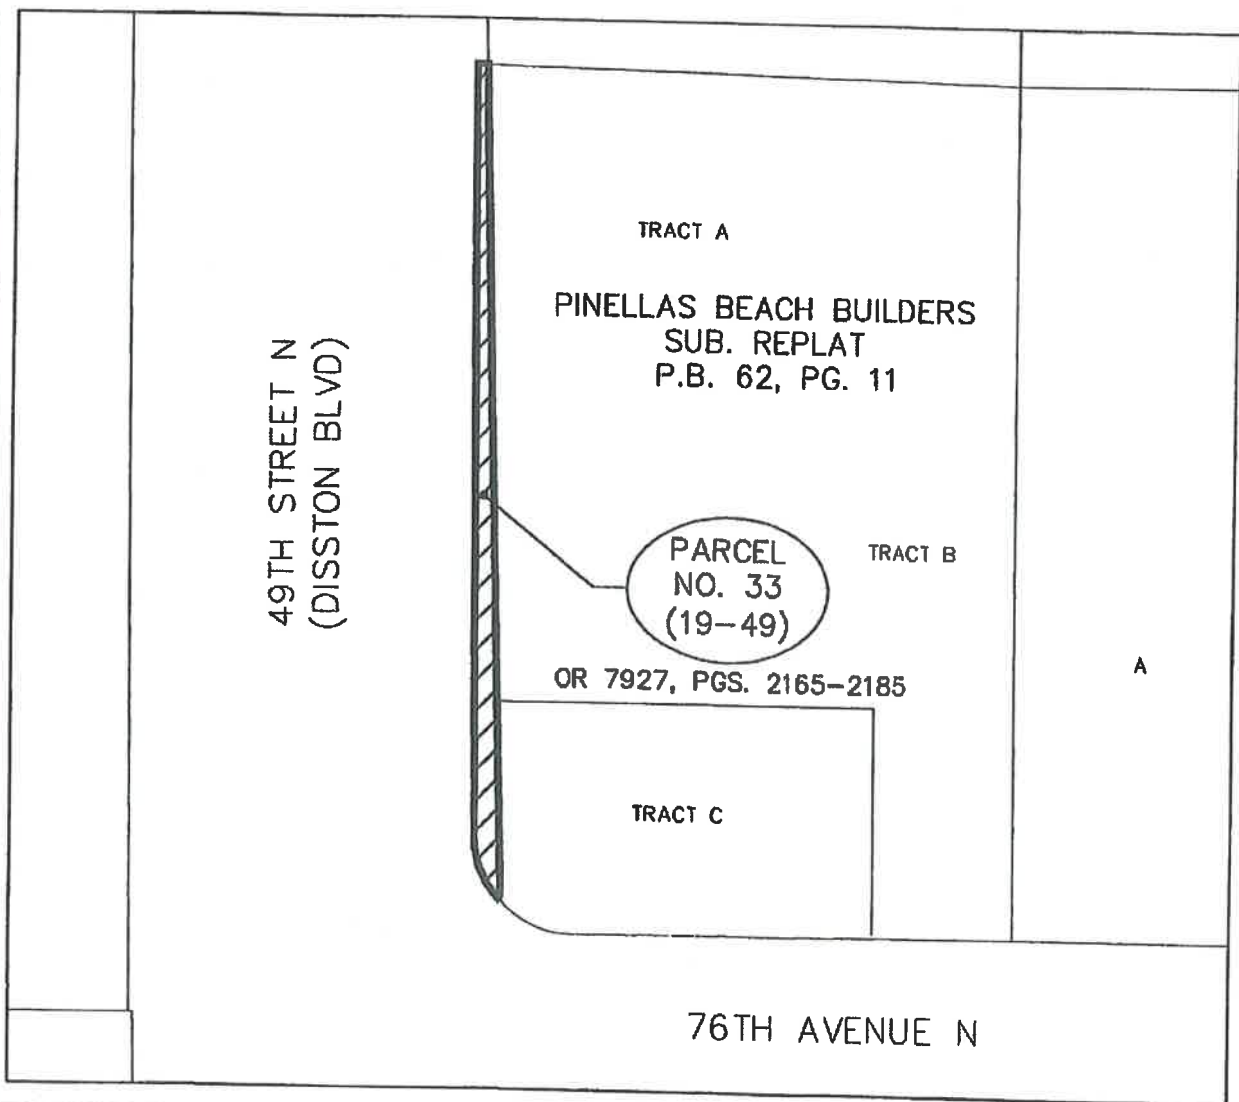 TRACT A
PINELLAS BEACH BUILDERS
SUB. REPLAT
P.B. 62, PG. 11
49TH STREET N
(DISSTON BLVD)
PARCEL
NO. 33
(19-49)
TRACT B
OR 7927, PGS. 2165-2185
A
TRACT C
76TH AVENUE N